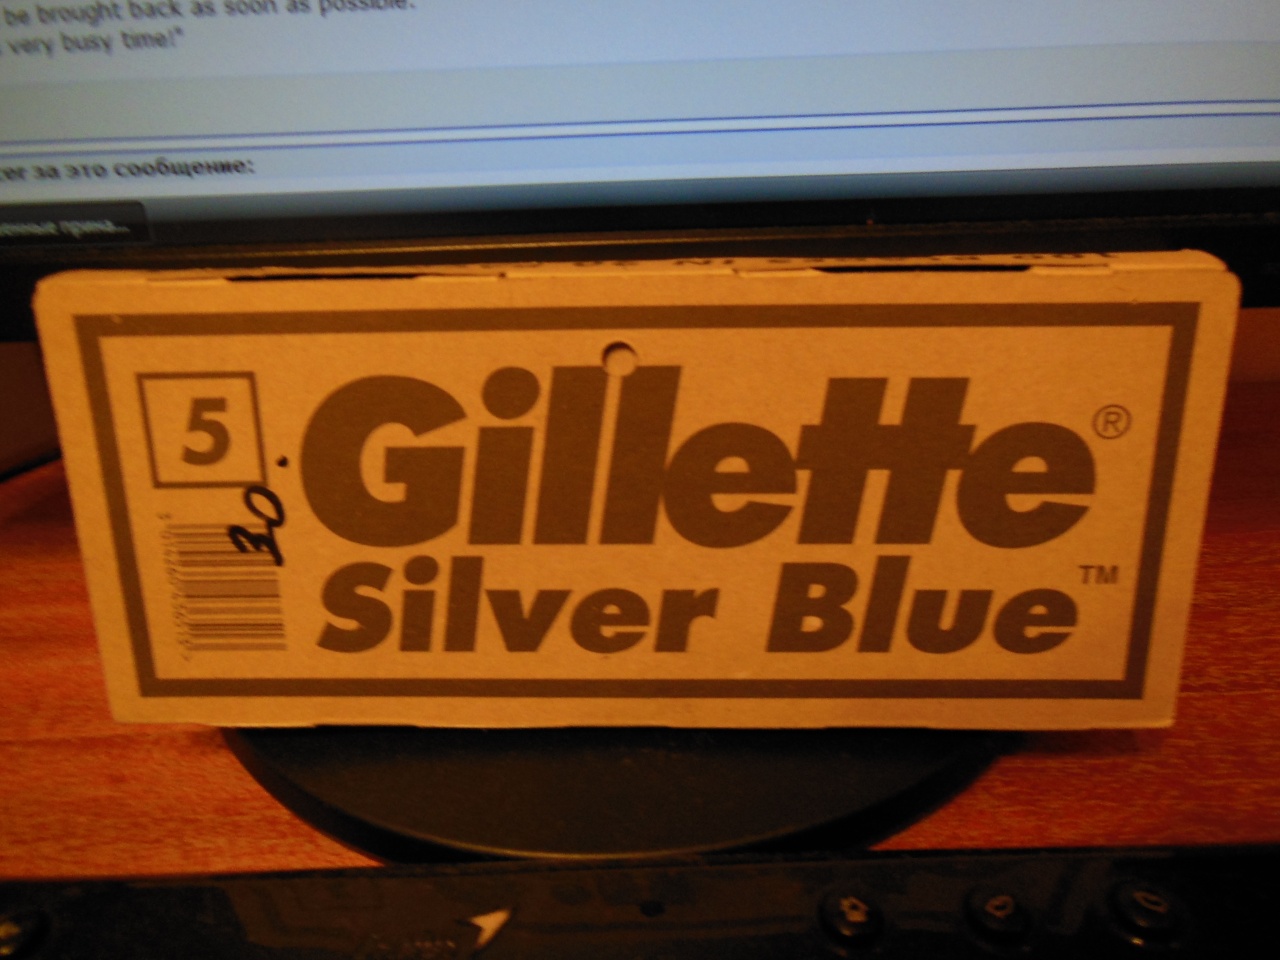 be brought back as soon as possible.
very busy time!"
за это сообщение:
5
Gillette®
30
Silver Blue™